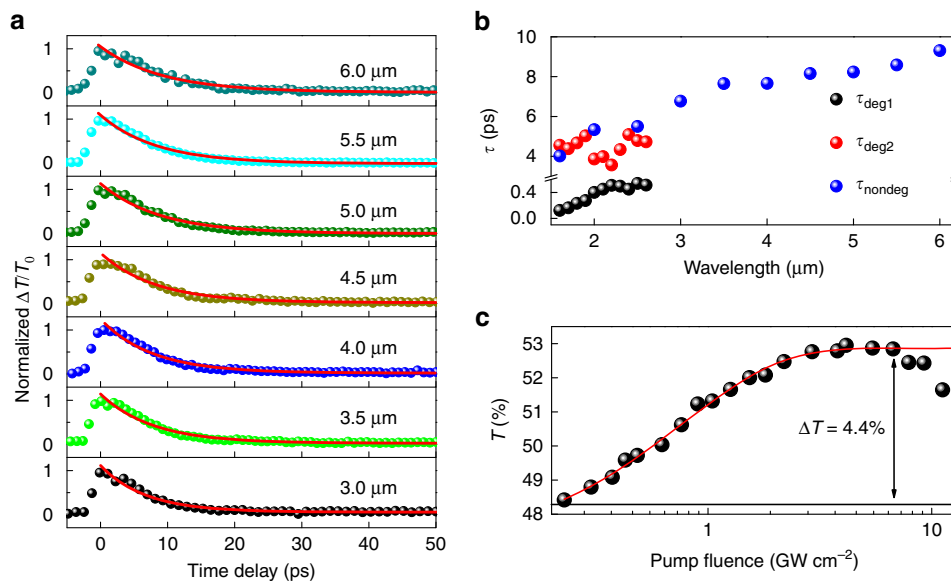 a
1
0
6.0 μm
1
0
5.5 μm
1
0
5.0 μm
1
0
4.5 μm
1
0
4.0 μm
1
0
3.5 μm
1
0
3.0 μm
Normalized ΔT/T0
0 10 20 30 40 50
Time delay (ps)
b
10
8
6
4
0.4
0.0
τ (ps)
τdeg1
τdeg2
τnondeg
2 3 4 5 6
Wavelength (μm)
c
53
52
51
50
49
48
T (%)
ΔT = 4.4%
1 10
Pump fluence (GW cm−2)